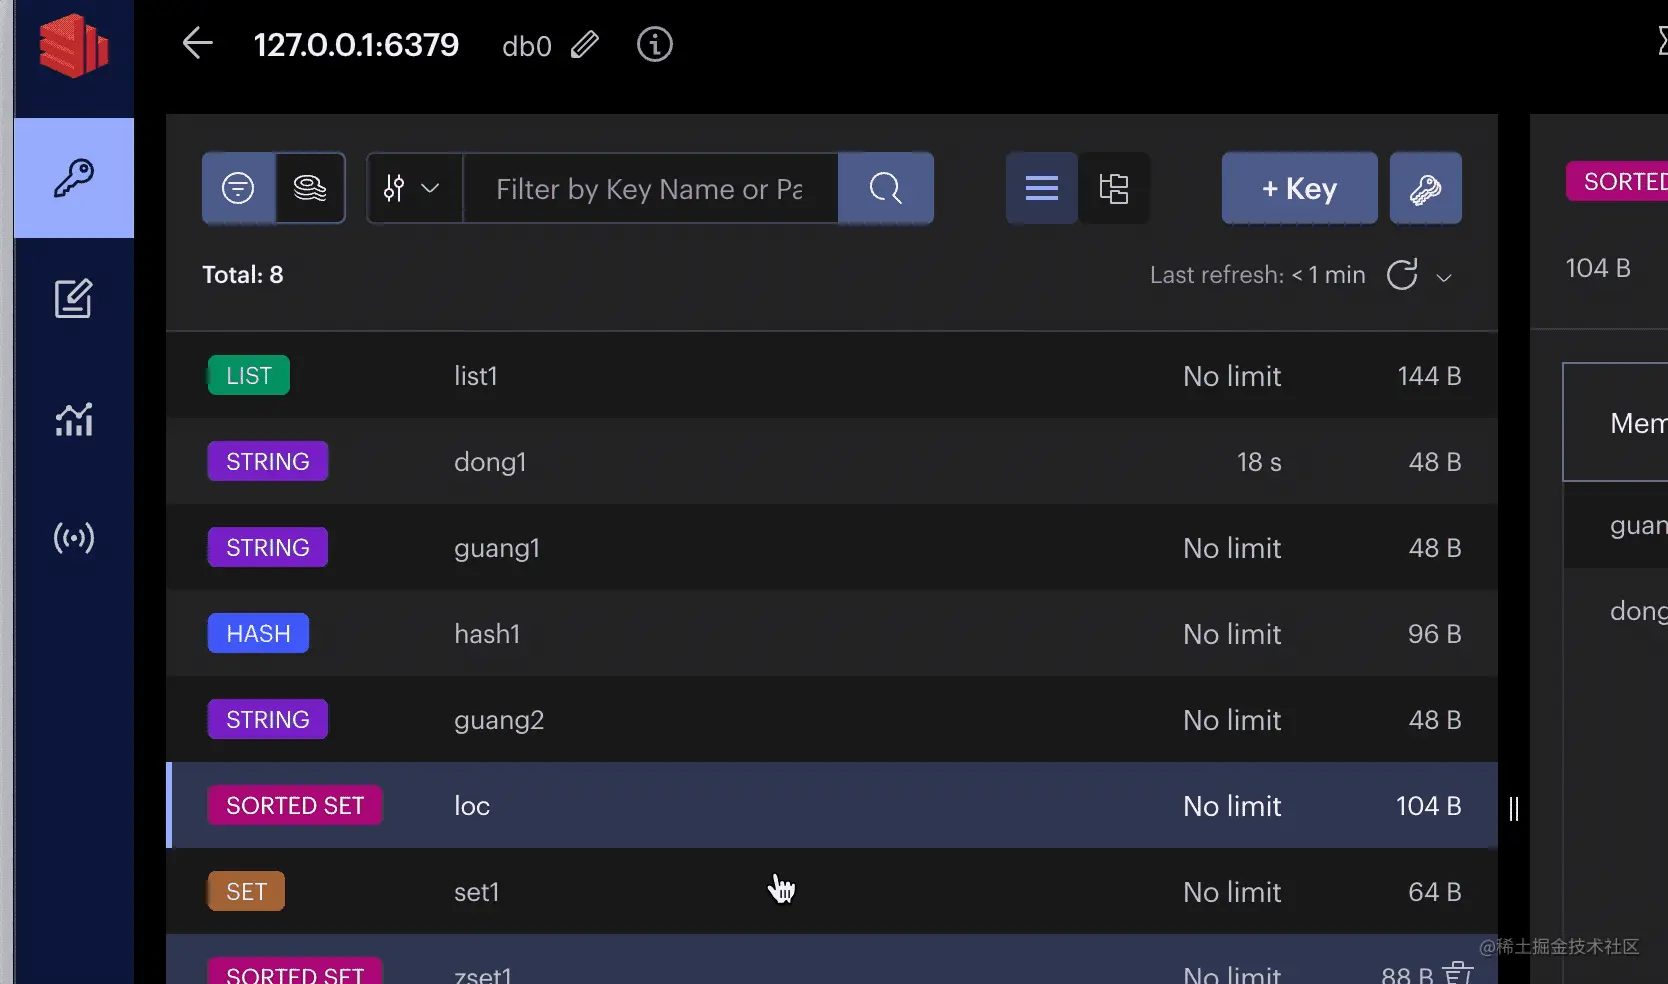 127.0.0.1:6379 db0
Filter by Key Name or Pa
+ Key
SORTED
Total: 8
Last refresh: < 1 min
104 B
LIST list1 No limit 144 B
STRING dong1 18 s 48 B
Mem
STRING guang1 No limit 48 B
guan
HASH hash1 No limit 96 B
dong
STRING guang2 No limit 48 B
SORTED SET loc No limit 104 B
SET set1 No limit 64 B
SORTED SET zset1 No limit 88 B
@稀土掘金技术社区